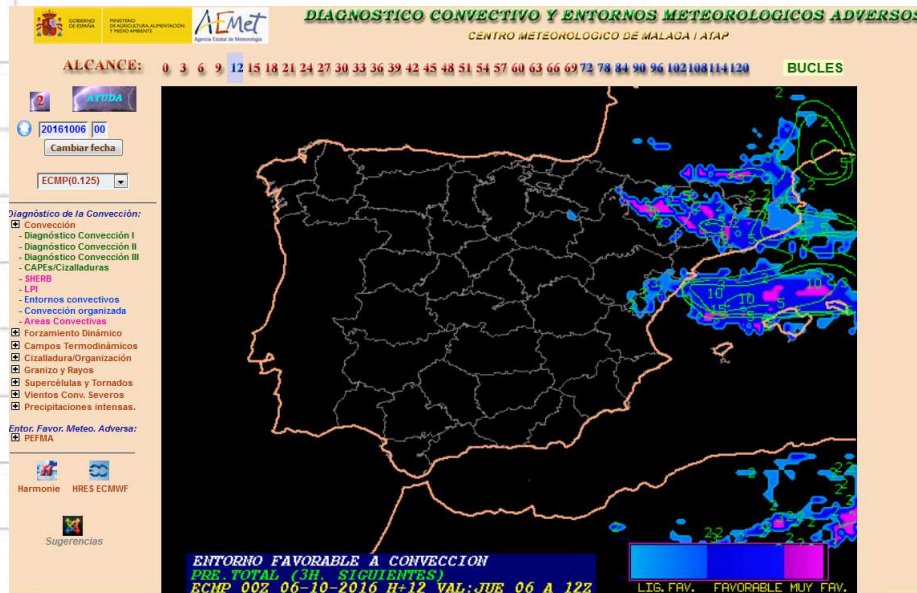 GOBIERNO DE ESPAÑA
MINISTERIO DE AGRICULTURA, ALIMENTACIÓN Y MEDIO AMBIENTE
AEMet
Agencia Estatal de Meteorología
DIAGNOSTICO CONVECTIVO Y ENTORNOS METEOROLOGICOS ADVERSOS
CENTRO METEOROLOGICO DE MALAGA / ATAP
ALCANCE: 0 3 6 9 12 15 18 21 24 27 30 33 36 39 42 45 48 51 54 57 60 63 66 69 72 78 84 90 96 102 108 114 120 BUCLES
2 AYUDA
20161006 00
Cambiar fecha
ECMP(0.125)
Diagnóstico de la Convección:
Convección
- Diagnóstico Convección I
- Diagnóstico Convección II
- Diagnóstico Convección III
- CAPEs/Cizalladuras
- SHERB
- LPI
- Entornos convectivos
- Convección organizada
- Areas Convectivas
Forzamiento Dinámico
Campos Termodinámicos
Cizalladura/Organización
Granizo y Rayos
Supercélulas y Tornados
Vientos Conv. Severos
Precipitaciones intensas.
Entor. Favor. Meteo. Adversa:
PEFMA
Harmonie HRES ECMWF
Sugerencias
ENTORNO FAVORABLE A CONVECCION
PRE.TOTAL (3H. SIGUIENTES)
ECMP 00Z 06-10-2016 H+12 VAL:JUE 06 A 12Z
LIG.FAV. FAVORABLE MUY FAV.